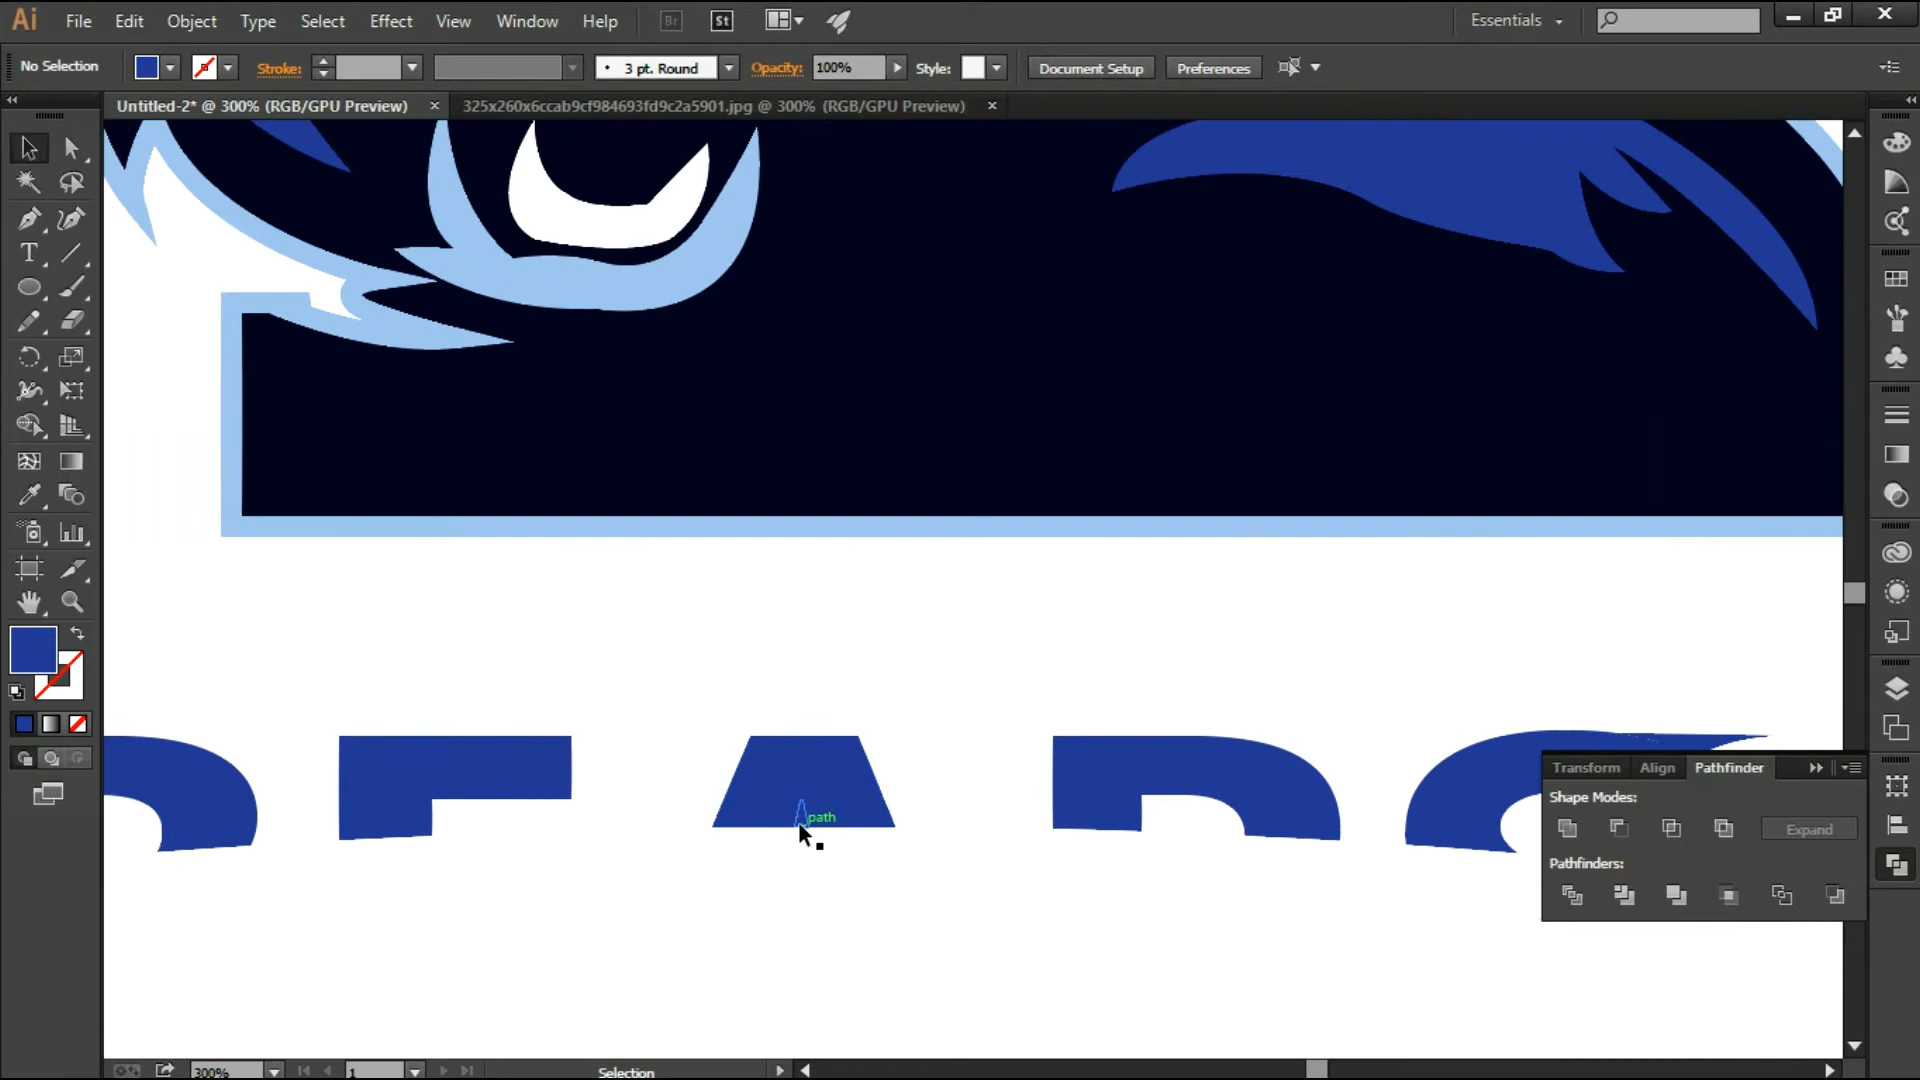 Ai File Edit Object Type Select Effect View Window Help Br St Essentials
No Selection Stroke: 3 pt. Round Opacity: 100% Style: Document Setup Preferences
Untitled-2* @ 300% (RGB/GPU Preview) × 325x260x6ccab9cf984693fd9c2a5901.jpg @ 300% (RGB/GPU Preview) ×
path
Transform Align Pathfinder
Shape Modes:
Expand
Pathfinders:
300% 1 Selection